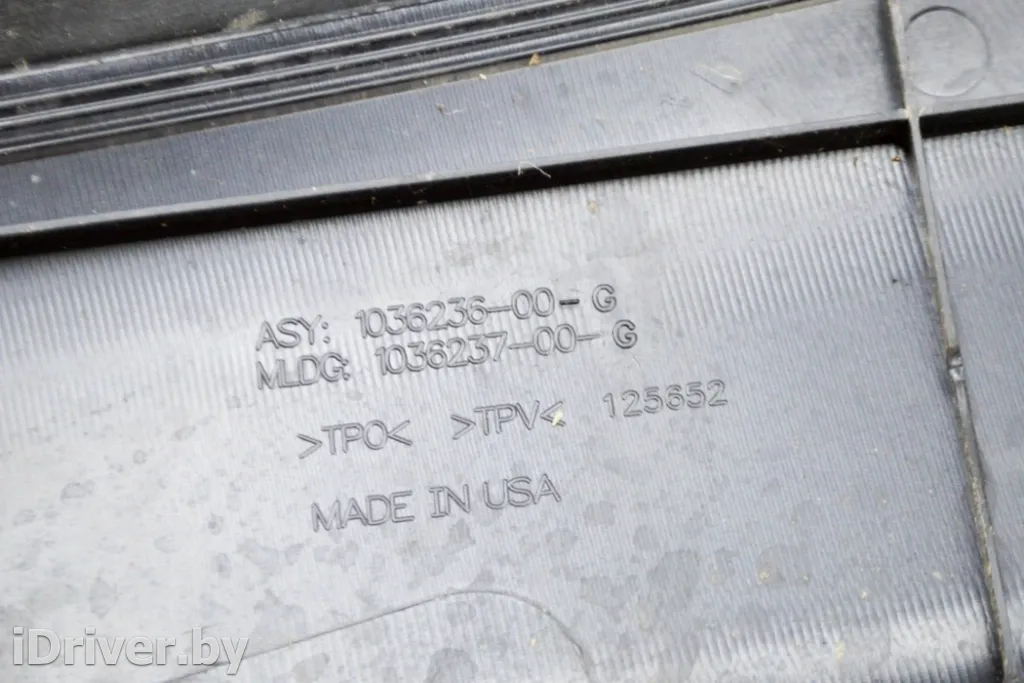 ASY: 1036236-00-G
MLDG: 1036237-00-G
>TPO< >TPV< 125652
MADE IN USA
iDriver.by